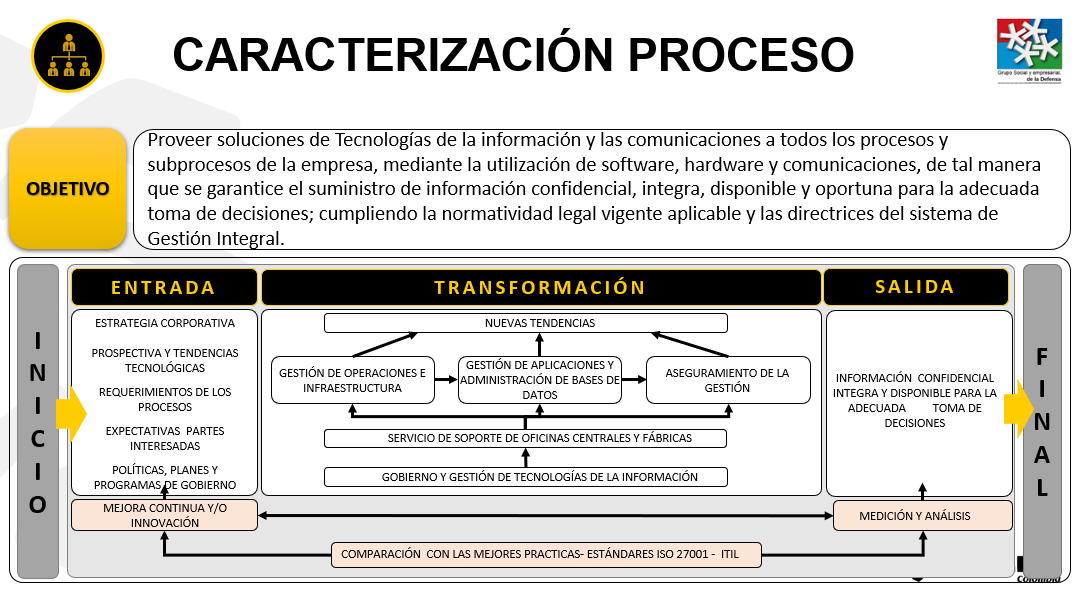 CARACTERIZACIÓN PROCESO
Grupo Social y empresarial
de la Defensa
OBJETIVO
Proveer soluciones de Tecnologías de la información y las comunicaciones a todos los procesos y
subprocesos de la empresa, mediante la utilización de software, hardware y comunicaciones, de tal manera
que se garantice el suministro de información confidencial, integra, disponible y oportuna para la adecuada
toma de decisiones; cumpliendo la normatividad legal vigente aplicable y las directrices del sistema de
Gestión Integral.
INICIO
ENTRADA
ESTRATEGIA CORPORATIVA
PROSPECTIVA Y TENDENCIAS
TECNOLÓGICAS
REQUERIMIENTOS DE LOS
PROCESOS
EXPECTATIVAS PARTES
INTERESADAS
POLÍTICAS, PLANES Y
PROGRAMAS DE GOBIERNO
TRANSFORMACIÓN
NUEVAS TENDENCIAS
GESTIÓN DE OPERACIONES E
INFRAESTRUCTURA
GESTIÓN DE APLICACIONES Y
ADMINISTRACIÓN DE BASES DE
DATOS
ASEGURAMIENTO DE LA
GESTIÓN
SERVICIO DE SOPORTE DE OFICINAS CENTRALES Y FÁBRICAS
GOBIERNO Y GESTIÓN DE TECNOLOGÍAS DE LA INFORMACIÓN
SALIDA
INFORMACIÓN CONFIDENCIAL
INTEGRA Y DISPONIBLE PARA LA
ADECUADA TOMA DE
DECISIONES
FINAL
MEJORA CONTINUA Y/O
INNOVACIÓN
MEDICIÓN Y ANÁLISIS
COMPARACIÓN CON LAS MEJORES PRACTICAS- ESTÁNDARES ISO 27001 - ITIL
Colombia